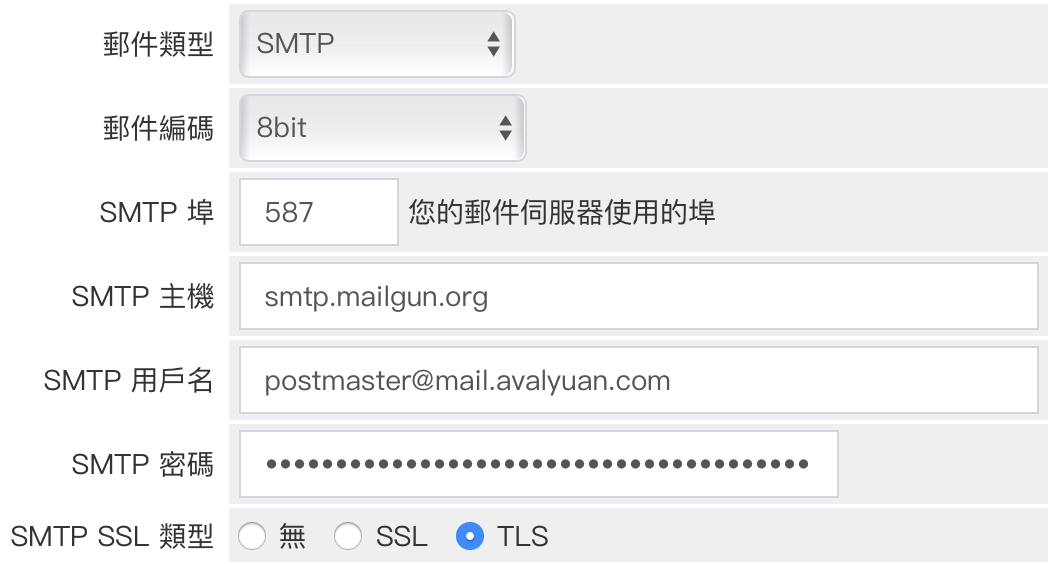 郵件類型 SMTP
郵件編碼 8bit
SMTP 埠 587 您的郵件伺服器使用的埠
SMTP 主機 smtp.mailgun.org
SMTP 用戶名 postmaster@mail.avalyuan.com
SMTP 密碼 •••••••••••••••••••••••••••••••••••••••
SMTP SSL 類型 無 SSL TLS